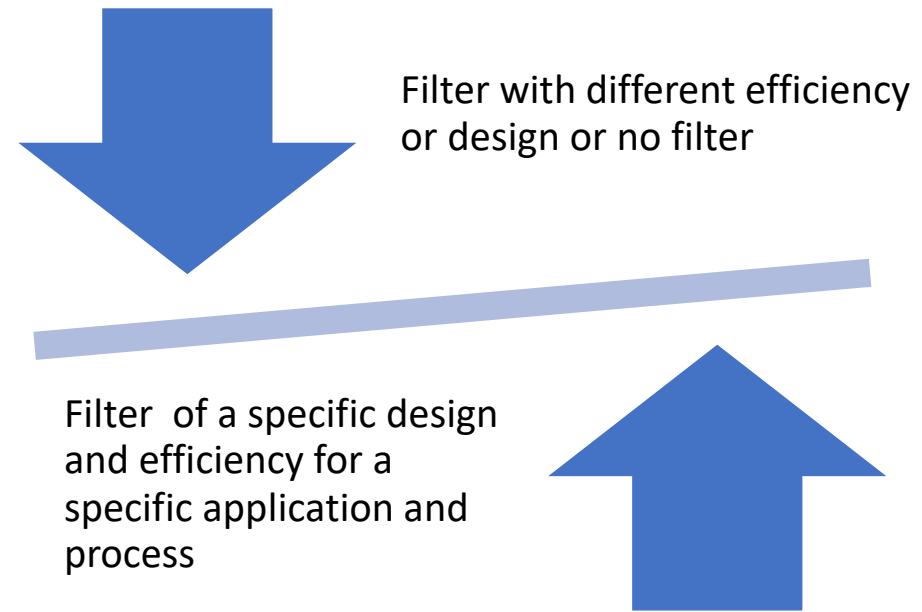 Filter with different efficiency
or design or no filter
Filter  of a specific design
and efficiency for a
specific application and
process